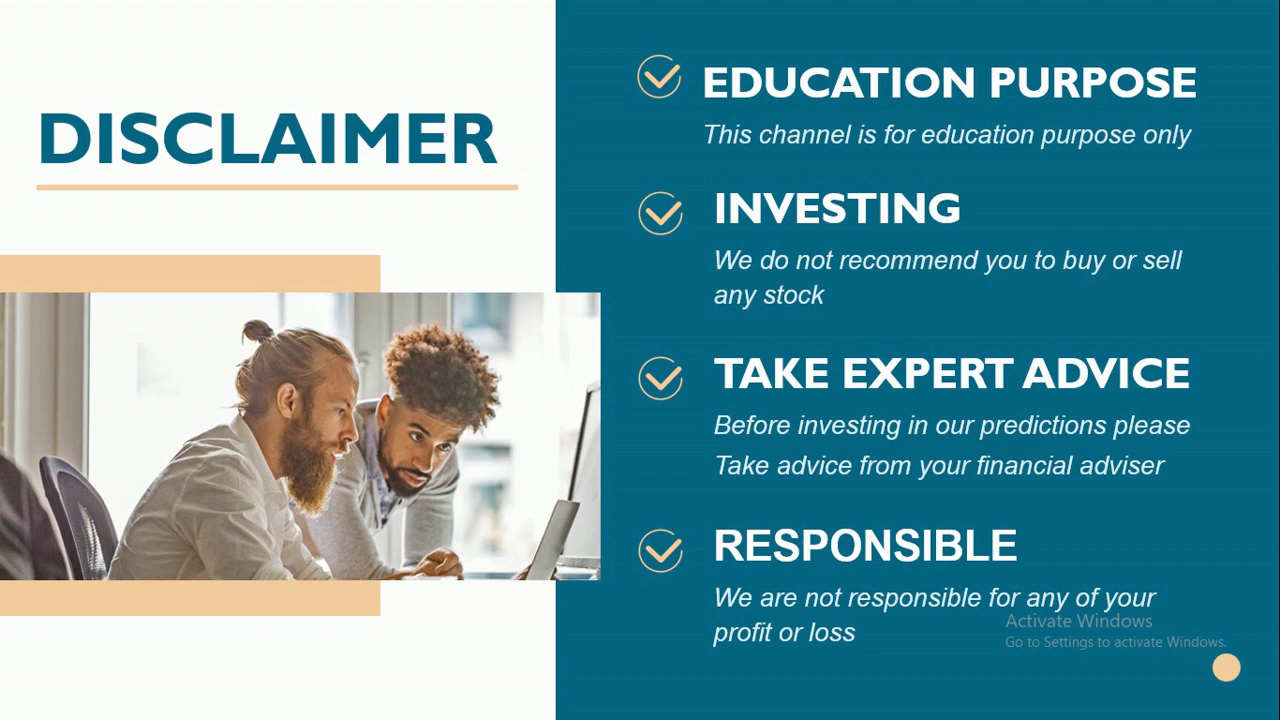 DISCLAIMER
EDUCATION PURPOSE
This channel is for education purpose only
INVESTING
We do not recommend you to buy or sell
any stock
TAKE EXPERT ADVICE
Before investing in our predictions please
Take advice from your financial adviser
RESPONSIBLE
We are not responsible for any of your
profit or loss
Activate Windows
Go to Settings to activate Windows.